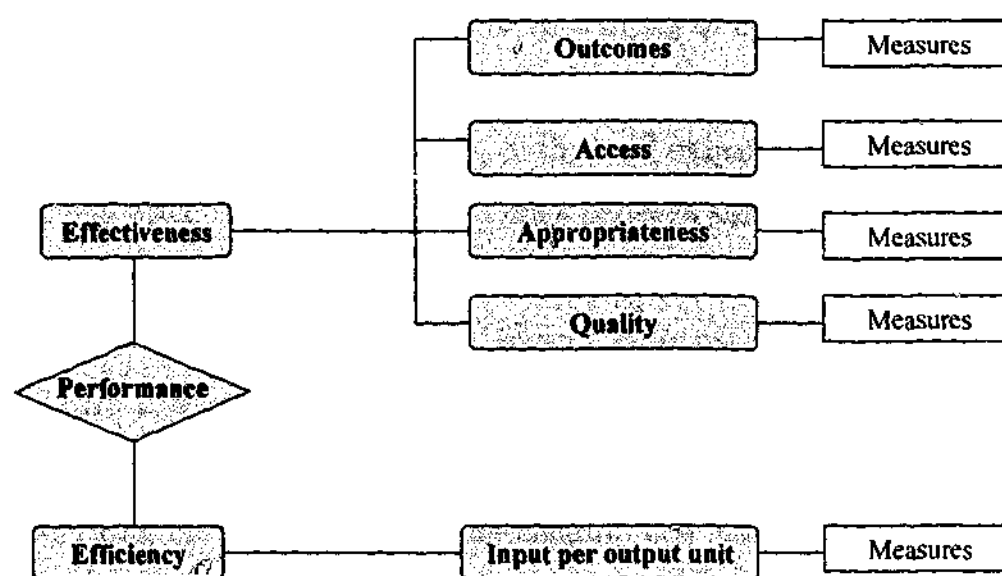 Outcomes
Measures
Access
Measures
Effectiveness
Appropriateness
Measures
Quality
Measures
Performance
Efficiency
Input per output unit
Measures